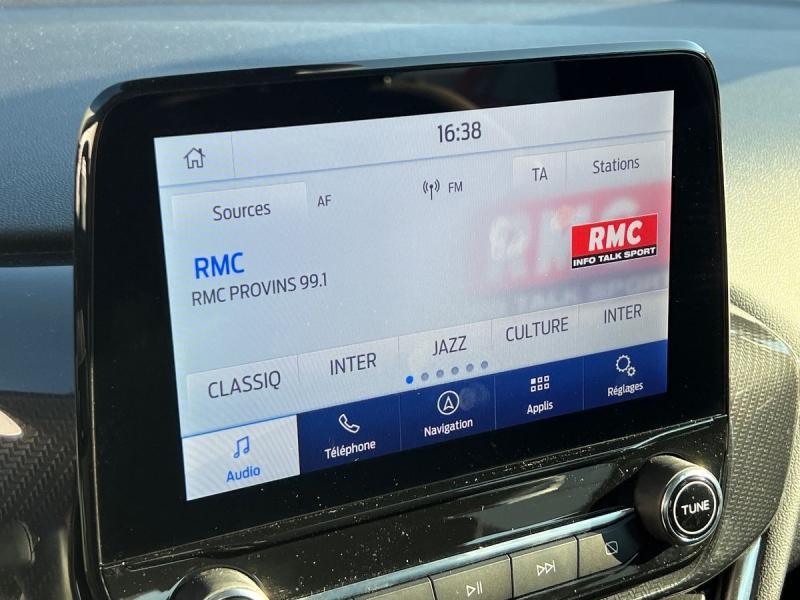 16:38
Sources
AF
FM
TA
Stations
RMC
RMC PROVINS 99.1
RMC
INFO TALK SPORT
CLASSIQ
INTER
JAZZ
CULTURE
INTER
Audio
Téléphone
Navigation
Applis
Réglages
TUNE